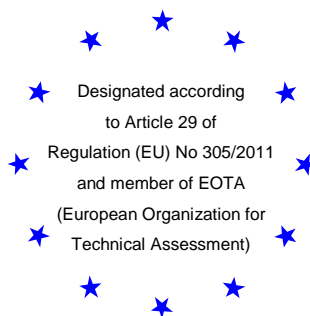 Designated according
to Article 29 of
Regulation (EU) No 305/2011
and member of EOTA
(European Organization for
Technical Assessment)